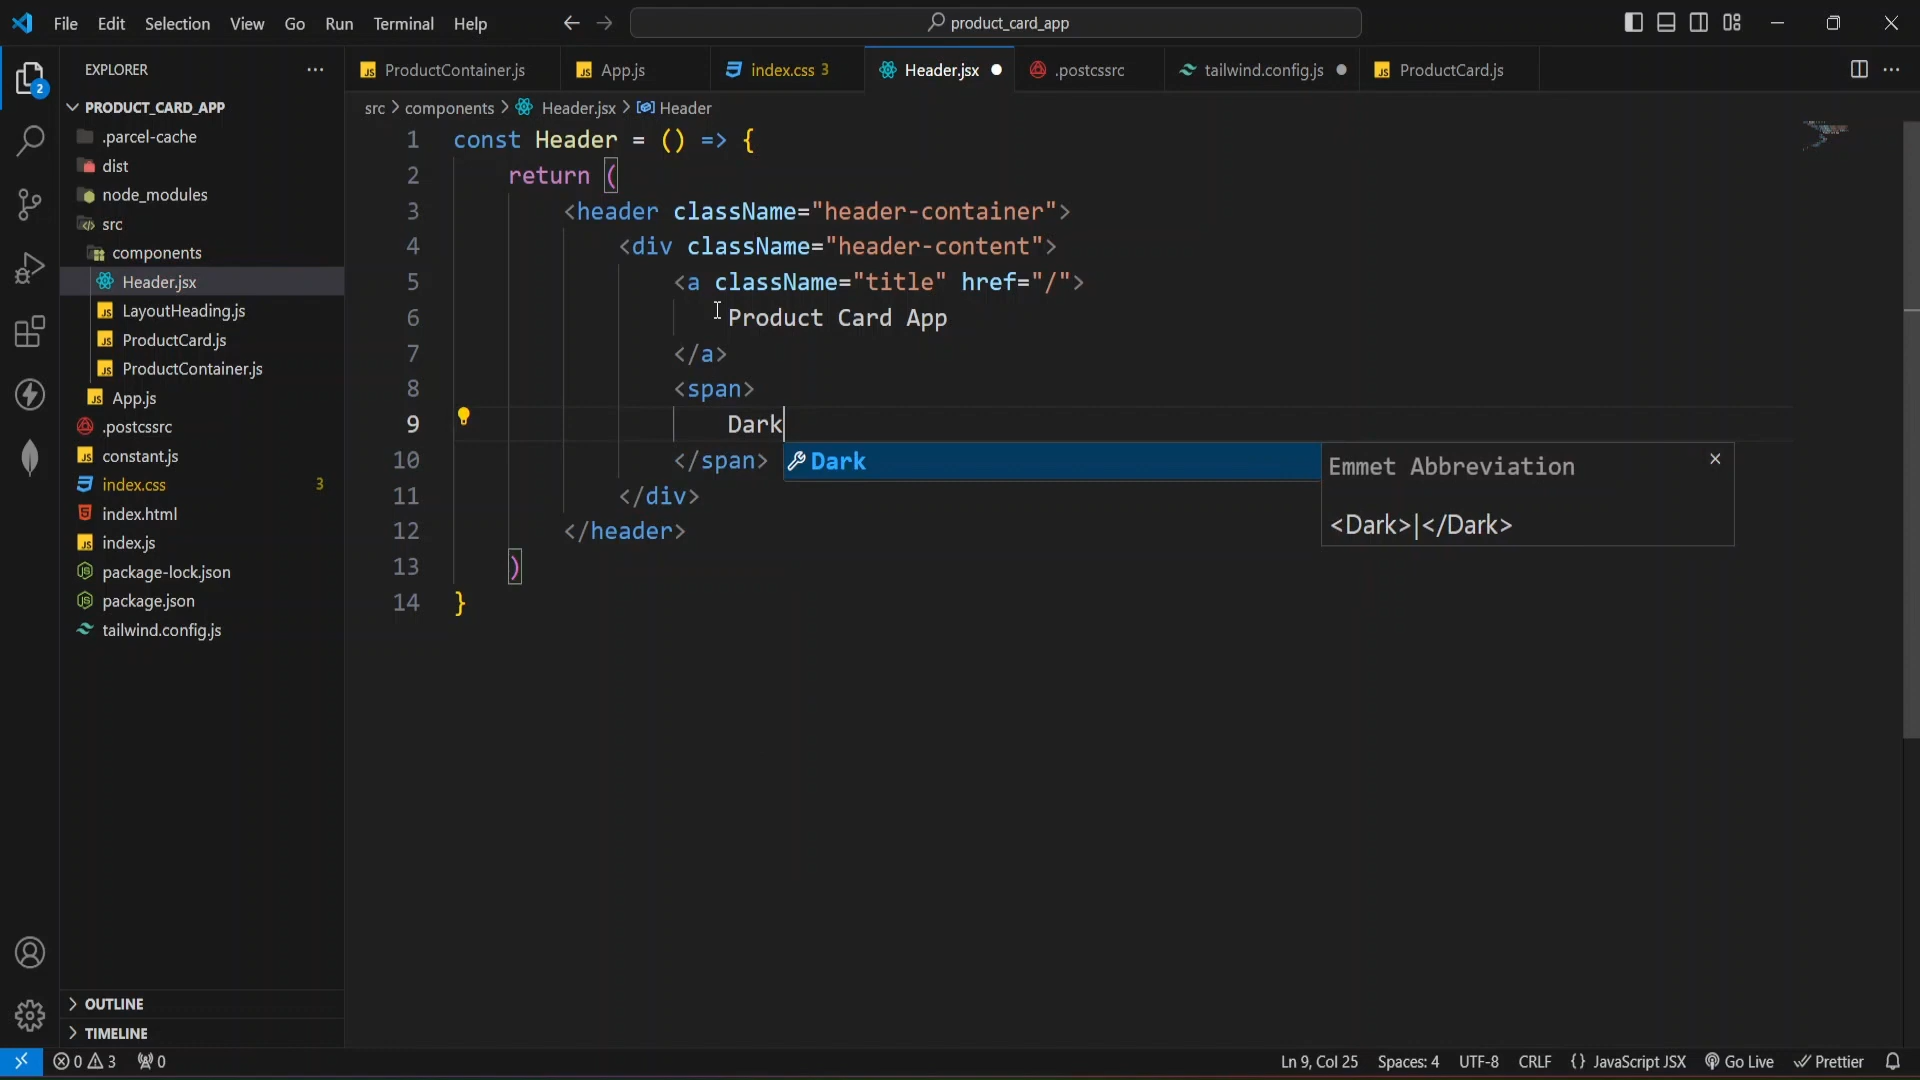 File Edit Selection View Go Run Terminal Help
product_card_app
EXPLORER
PRODUCT_CARD_APP
.parcel-cache
dist
node_modules
src
components
Header.jsx
LayoutHeading.js
ProductCard.js
ProductContainer.js
App.js
.postcssrc
constant.js
index.css 3
index.html
index.js
package-lock.json
package.json
tailwind.config.js
OUTLINE
TIMELINE
2
ProductContainer.js App.js index.css 3 Header.jsx .postcssrc tailwind.config.js ProductCard.js
src > components > Header.jsx > Header
1 const Header = () => {
2 return (
3 <header className="header-container">
4 <div className="header-content">
5 <a className="title" href="/">
6 Product Card App
7 </a>
8 <span>
9 Dark
10 </span>
11 </div>
12 </header>
13 )
14 }
Dark
Emmet Abbreviation
<Dark>|</Dark>
0 3 0
Ln 9, Col 25 Spaces: 4 UTF-8 CRLF {} JavaScript JSX Go Live Prettier